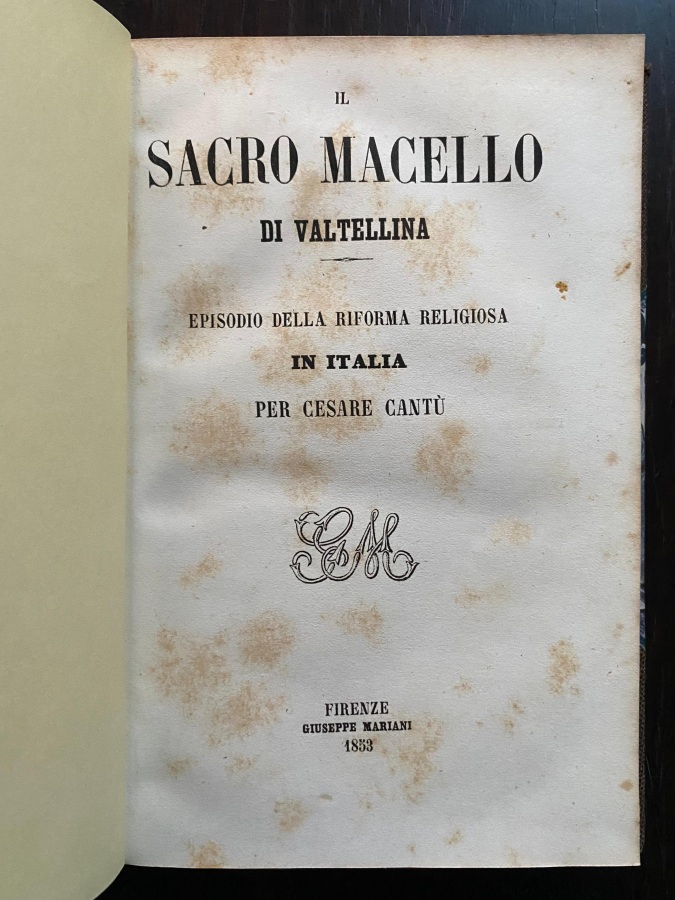 IL
SACRO MACELLO
DI VALTELLINA
EPISODIO DELLA RIFORMA RELIGIOSA
IN ITALIA
PER CESARE CANTÙ
GM
FIRENZE
GIUSEPPE MARIANI
1853